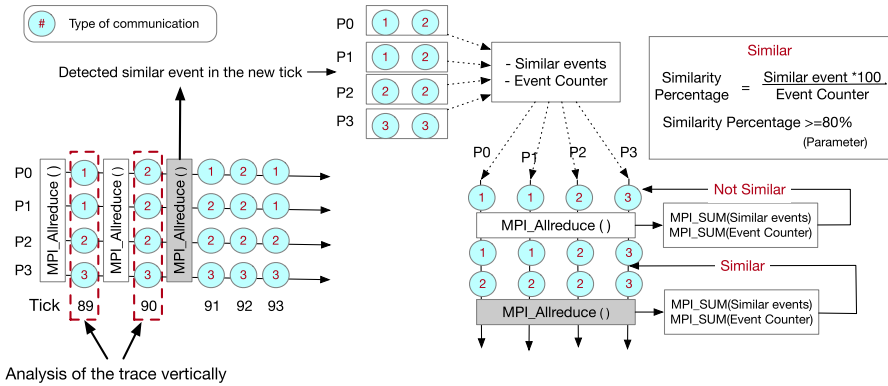 # Type of communication
P0 1 2
P1 1 2
P2 2 2
P3 3 3
Detected similar event in the new tick
- Similar events
- Event Counter
Similar
Similarity Percentage = Similar event *100 / Event Counter
Similarity Percentage >=80%
(Parameter)
P0 1 2 1 2 1
P1 1 2 1 2 1
P2 2 2 2 2 2
P3 3 3 3 3 3
MPI_Allreduce ( )
MPI_Allreduce ( )
MPI_Allreduce ( )
Tick 89 90 91 92 93
Analysis of the trace vertically
P0 P1 P2 P3
1 1 2 3
MPI_Allreduce ( )
1 1 2 3
2 2 2 3
MPI_Allreduce ( )
Not Similar
MPI_SUM(Similar events)
MPI_SUM(Event Counter)
Similar
MPI_SUM(Similar events)
MPI_SUM(Event Counter)